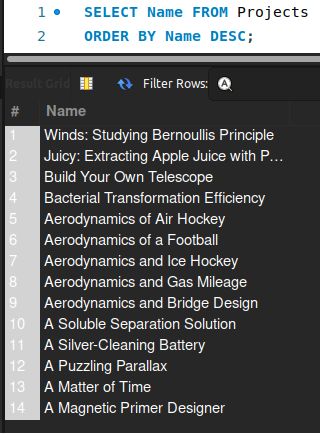 1 SELECT Name FROM Projects
2 ORDER BY Name DESC;
Result Grid Filter Rows: A
# Name
1 Winds: Studying Bernoullis Principle
2 Juicy: Extracting Apple Juice with P…
3 Build Your Own Telescope
4 Bacterial Transformation Efficiency
5 Aerodynamics of Air Hockey
6 Aerodynamics of a Football
7 Aerodynamics and Ice Hockey
8 Aerodynamics and Gas Mileage
9 Aerodynamics and Bridge Design
10 A Soluble Separation Solution
11 A Silver-Cleaning Battery
12 A Puzzling Parallax
13 A Matter of Time
14 A Magnetic Primer Designer